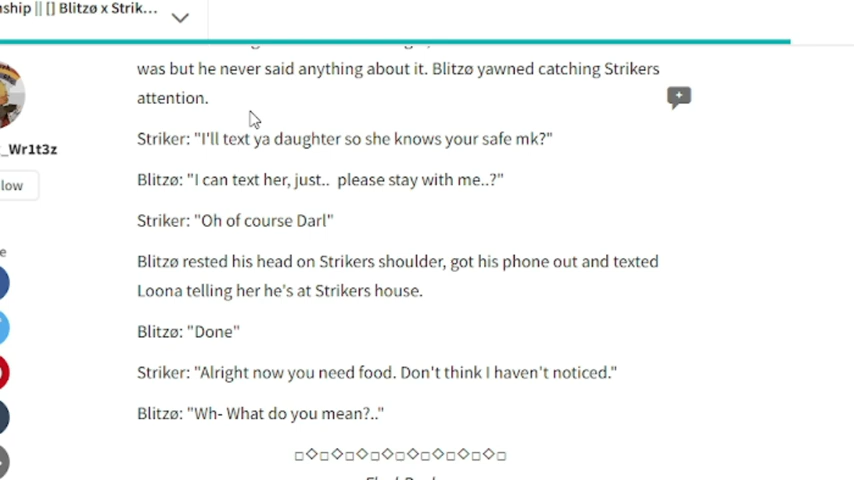 ship || [] Blitzø x Strik...
was but he never said anything about it. Blitzø yawned catching Strikers
attention.
_Wr1t3z
Striker: "I'll text ya daughter so she knows your safe mk?"
low
Blitzø: "I can text her, just..  please stay with me..?"
Striker: "Oh of course Darl"
e
Blitzø rested his head on Strikers shoulder, got his phone out and texted
Loona telling her he's at Strikers house.
Blitzø: "Done"
Striker: "Alright now you need food. Don't think I haven't noticed."
Blitzø: "Wh- What do you mean?.."
□◇□◇□◇□◇□◇□◇□◇□◇□